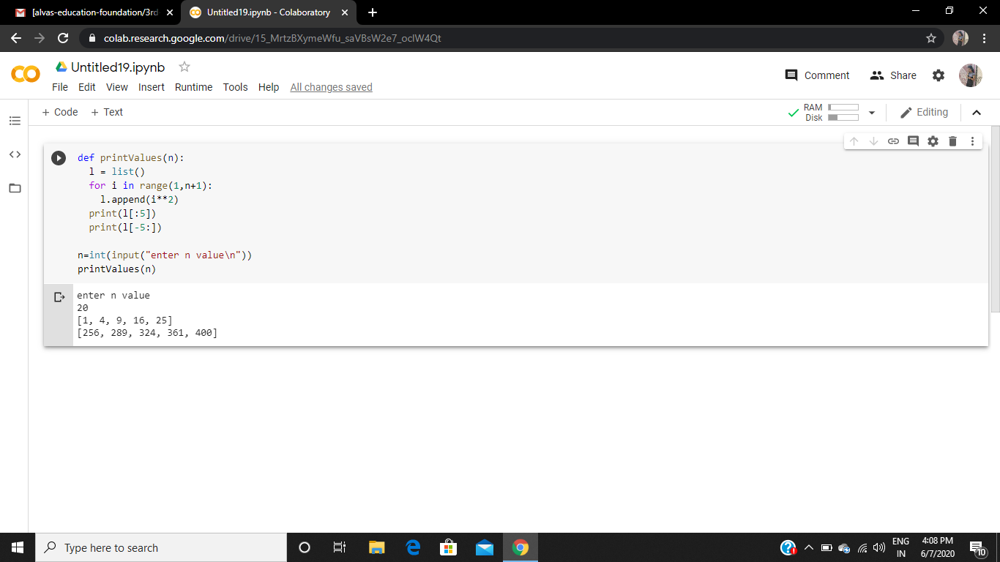 [alvas-education-foundation/3rd
Untitled19.ipynb - Colaboratory
colab.research.google.com/drive/15_MrtzBXymeWfu_saVBsW2e7_oclW4Qt
Untitled19.ipynb
File Edit View Insert Runtime Tools Help All changes saved
Comment Share
+ Code + Text
RAM
Disk
Editing
def printValues(n):
  l = list()
  for i in range(1,n+1):
    l.append(i**2)
  print(l[:5])
  print(l[-5:])
n=int(input("enter n value\n"))
printValues(n)
enter n value
20
[1, 4, 9, 16, 25]
[256, 289, 324, 361, 400]
Type here to search
ENG
IN
4:08 PM
6/7/2020
10